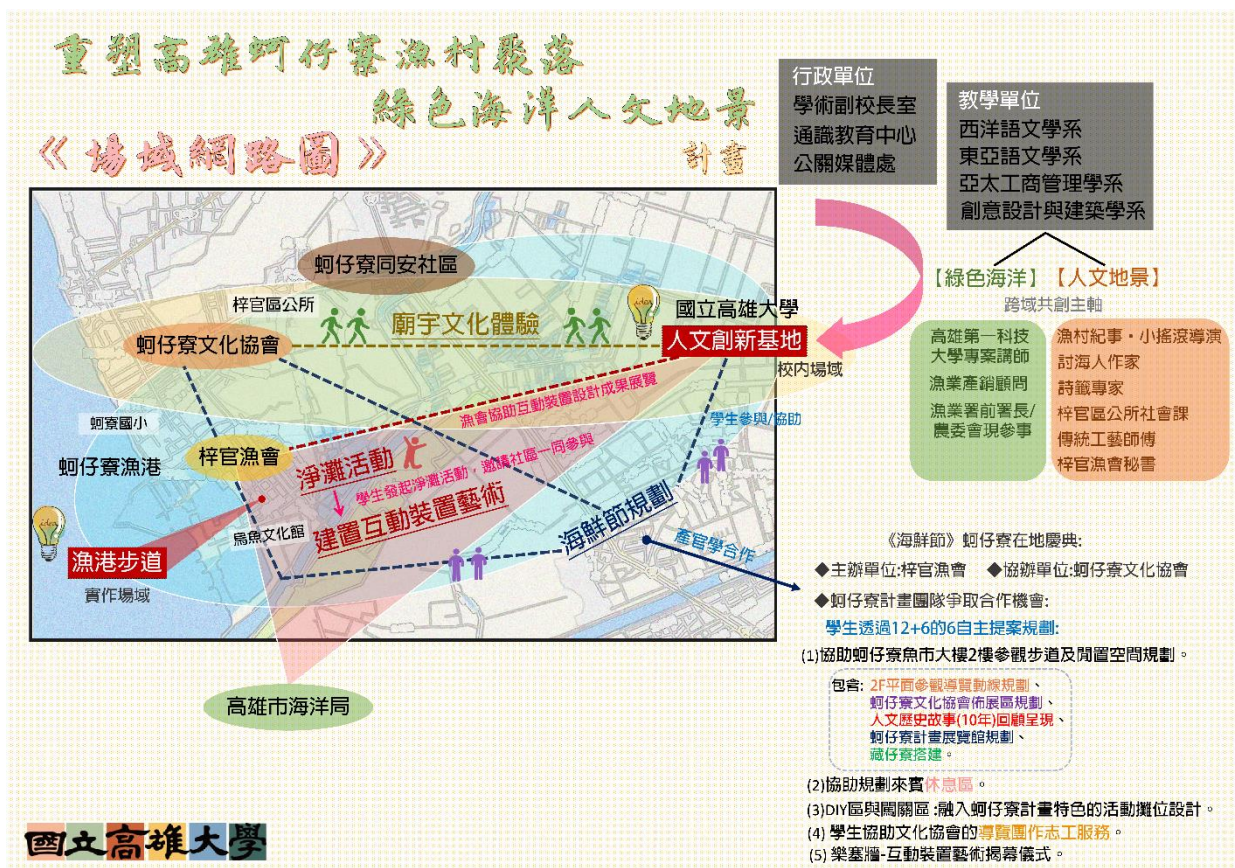 重塑高雄蚵仔寮漁村聚落
綠色海洋人文地景
《場域網路圖》
計畫
行政單位
學術副校長室
通識教育中心
公關媒體處
教學單位
西洋語文學系
東亞語文學系
亞太工商管理學系
創意設計與建築學系
【綠色海洋】
【人文地景】
跨域共創主軸
高雄第一科技
大學專案講師
漁業產銷顧問
漁業署前署長/
農委會現參事
漁村紀事·小搖滾導演
討海人作家
詩籤專家
梓官區公所社會課
傳統工藝師傅
梓官漁會秘書
蚵仔寮同安社區
梓官區公所
廟宇文化體驗
idea
國立高雄大學
人文創新基地
校內場域
蚵仔寮文化協會
漁會協助互動裝置設計成果展覽
學生參與/協助
蚵寮國小
蚵仔寮漁港
梓官漁會
淨灘活動
學生發起淨灘活動，邀請社區一同參與
建置互動裝置藝術
烏魚文化館
海鮮節規劃
產官學合作
idea
漁港步道
實作場域
高雄市海洋局
《海鮮節》蚵仔寮在地慶典:
◆主辦單位:梓官漁會 ◆協辦單位:蚵仔寮文化協會
◆蚵仔寮計畫團隊爭取合作機會:
學生透過12+6的6自主提案規劃:
(1)協助蚵仔寮魚市大樓2樓參觀步道及閒置空間規劃。
包含: 2F平面參觀導覽動線規劃、
蚵仔寮文化協會佈展區規劃、
人文歷史故事(10年)回顧呈現、
蚵仔寮計畫展覽館規劃、
藏仔寮搭建。
(2)協助規劃來賓休息區。
(3)DIY區與闖關區:融入蚵仔寮計畫特色的活動攤位設計。
(4) 學生協助文化協會的導覽團作志工服務。
(5) 樂塞牆-互動裝置藝術揭幕儀式。
國立高雄大學